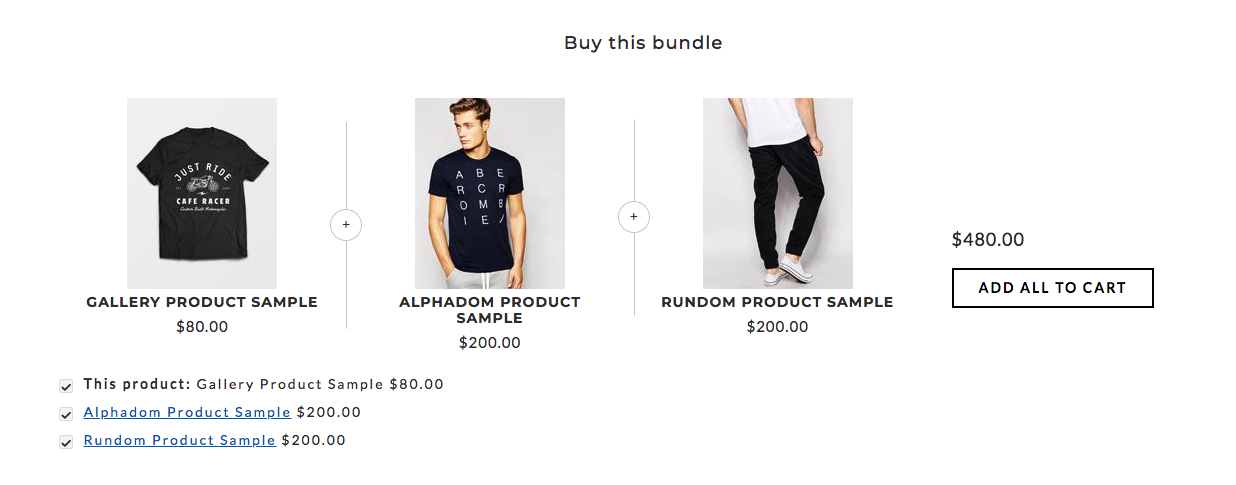 Buy this bundle
JUST RIDE
CAFE RACER
Custom Built Motorcycles
A B E
R C R
O M B
I E /
+
+
GALLERY PRODUCT SAMPLE
$80.00
ALPHADOM PRODUCT
SAMPLE
$200.00
RUNDOM PRODUCT SAMPLE
$200.00
$480.00
ADD ALL TO CART
This product: Gallery Product Sample $80.00
Alphadom Product Sample $200.00
Rundom Product Sample $200.00